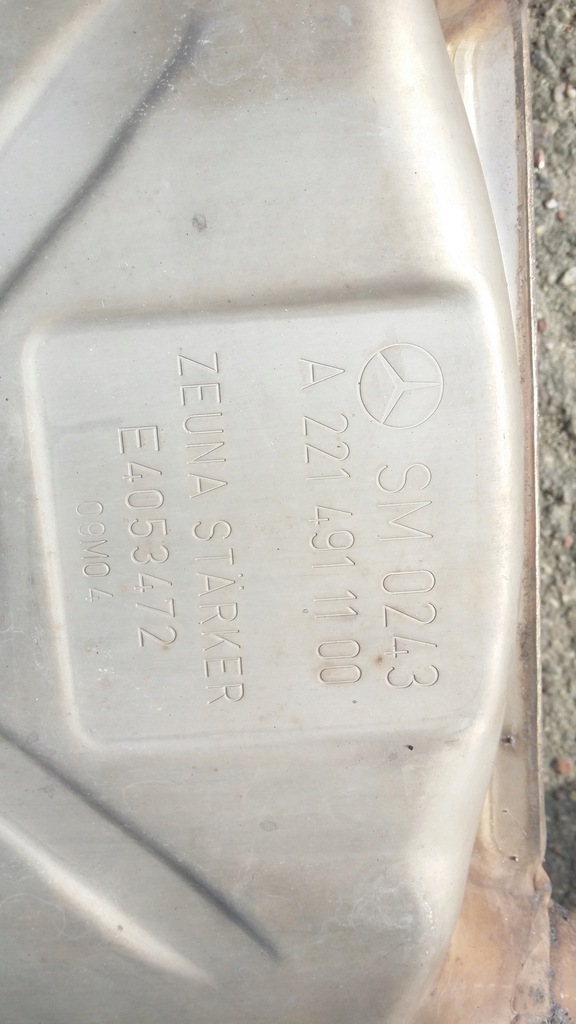 SM 0243
A 221 491 11 00
ZEUNA STÄRKER
E4053472
09M04